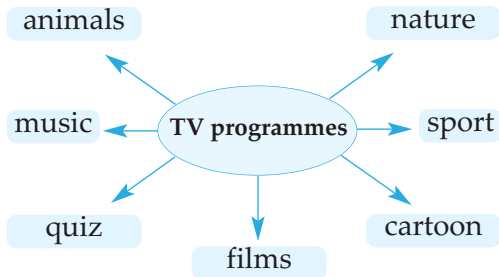 animals
nature
music
TV programmes
sport
quiz
cartoon
films